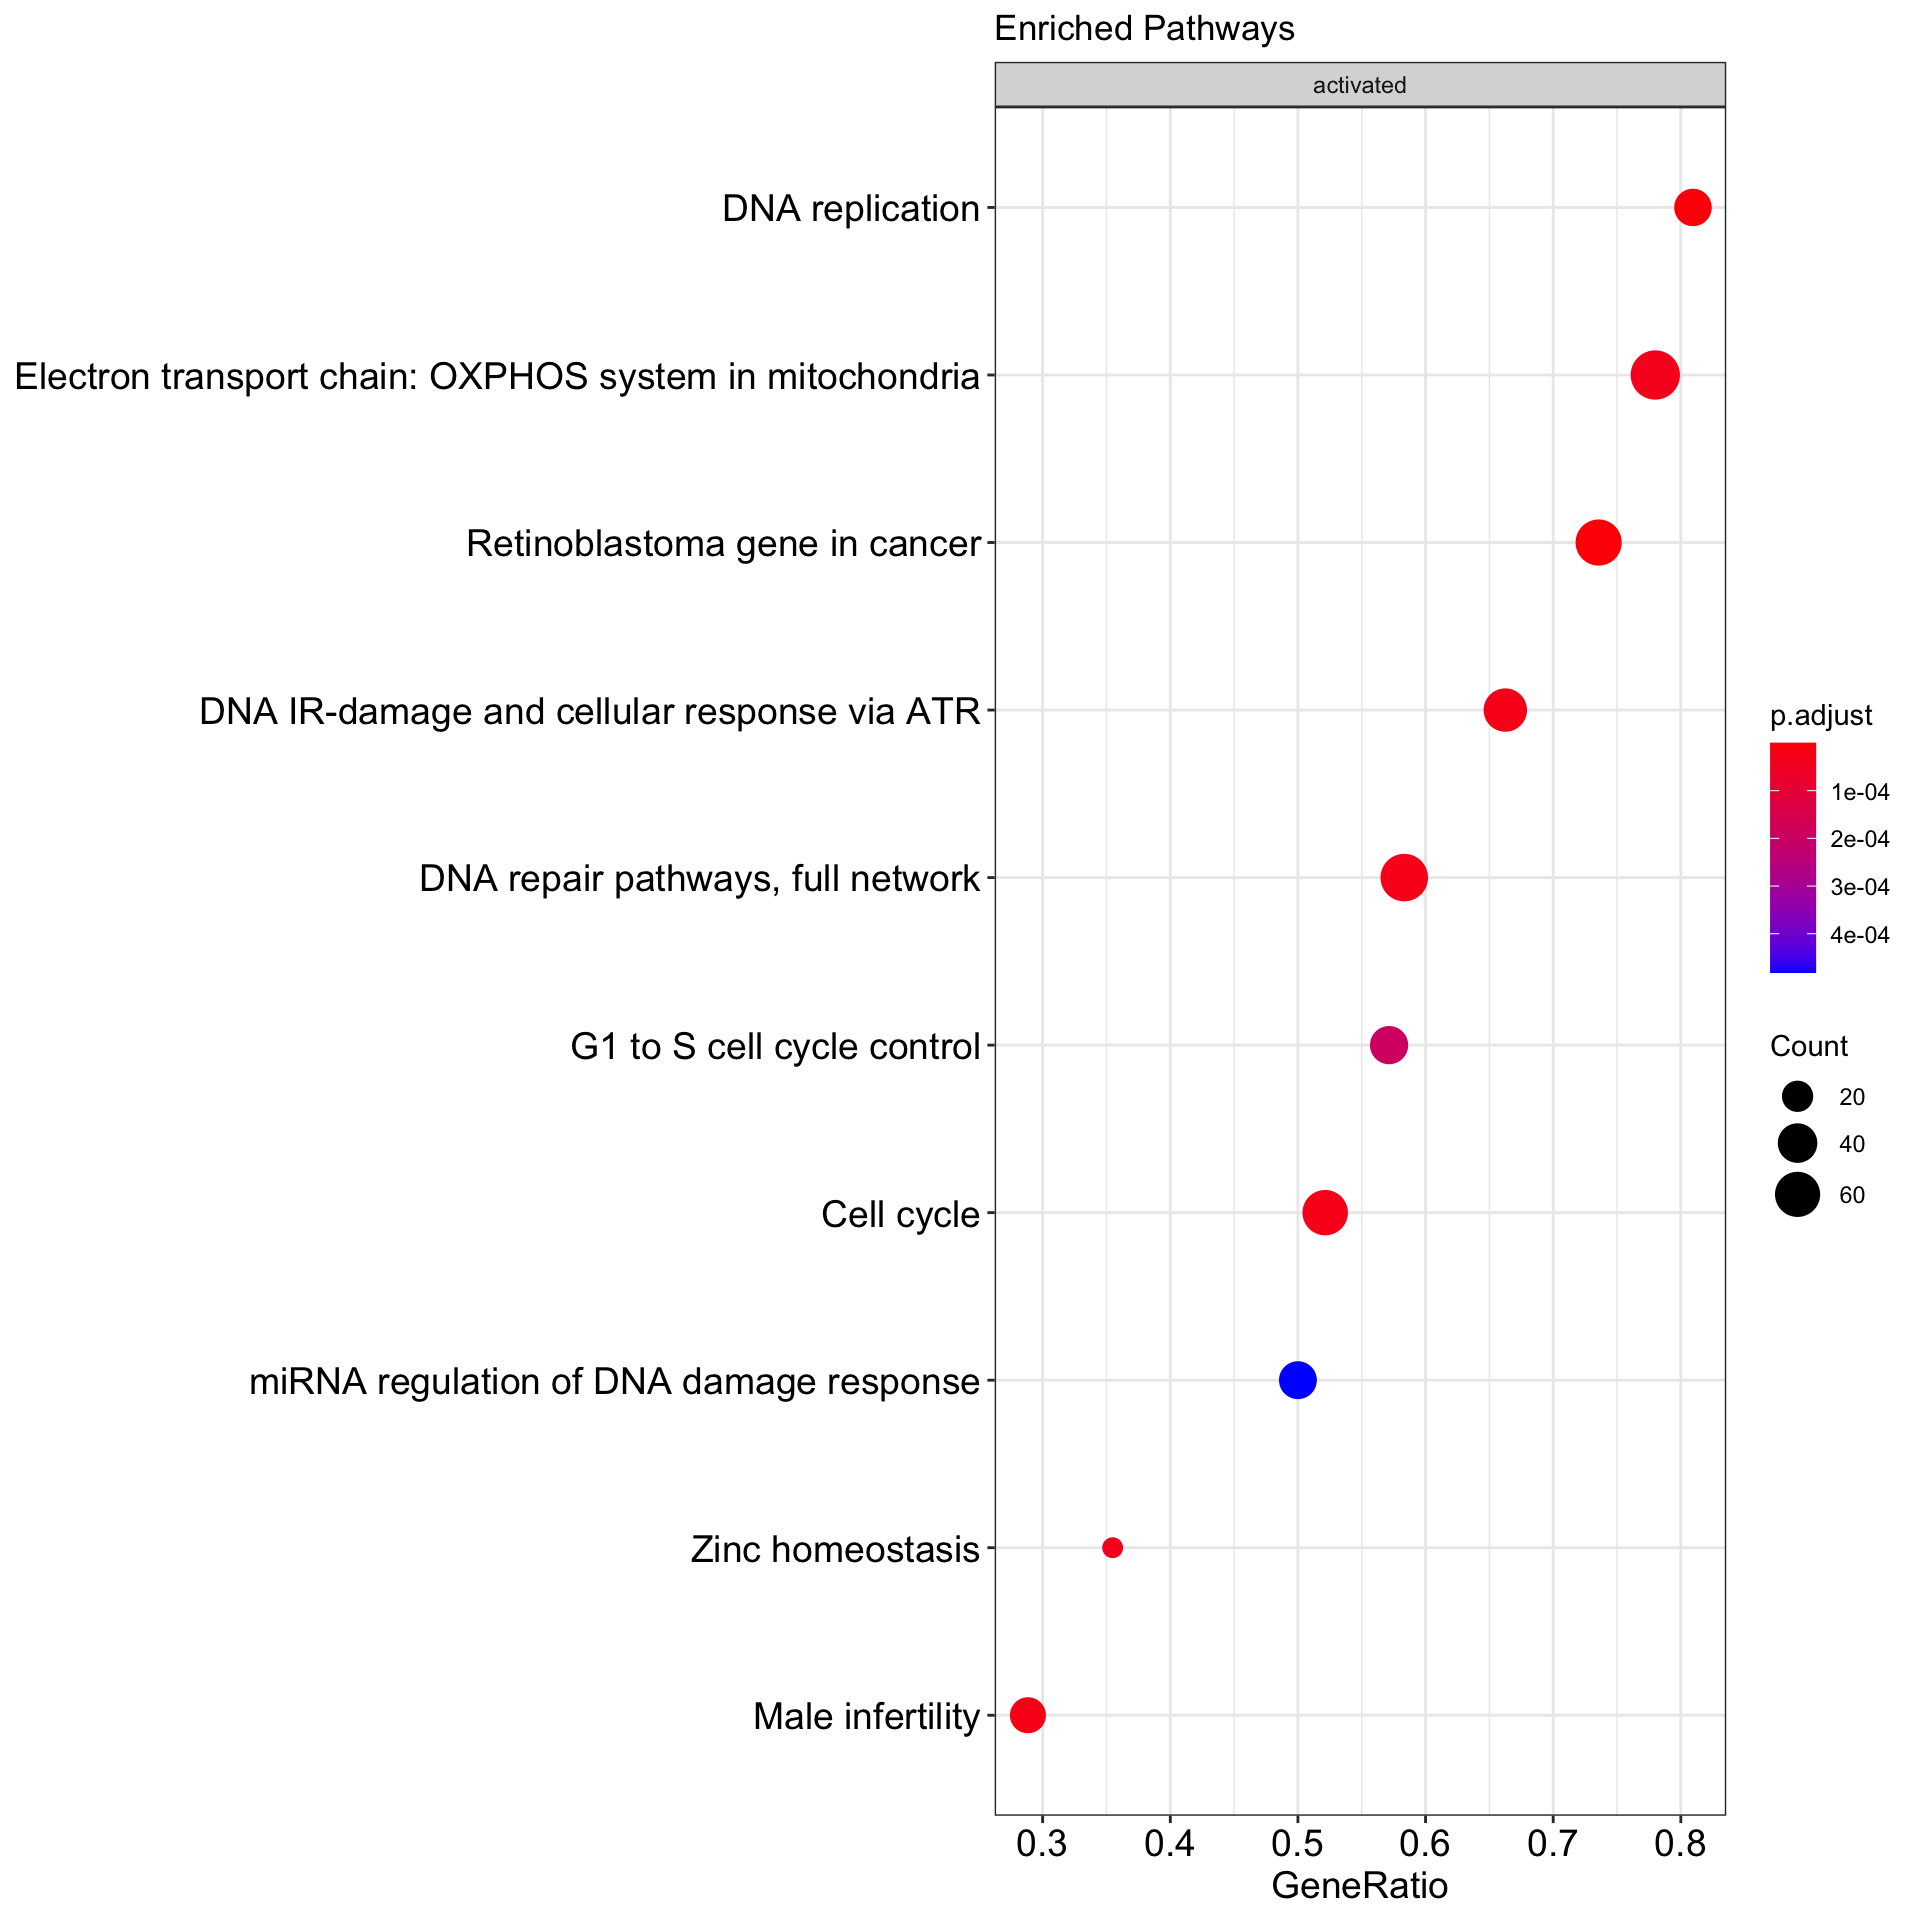 Enriched Pathways
activated
DNA replication
Electron transport chain: OXPHOS system in mitochondria
Retinoblastoma gene in cancer
DNA IR-damage and cellular response via ATR
DNA repair pathways, full network
G1 to S cell cycle control
Cell cycle
miRNA regulation of DNA damage response
Zinc homeostasis
Male infertility
0.3 0.4 0.5 0.6 0.7 0.8
GeneRatio
p.adjust
1e-04
2e-04
3e-04
4e-04
Count
20
40
60